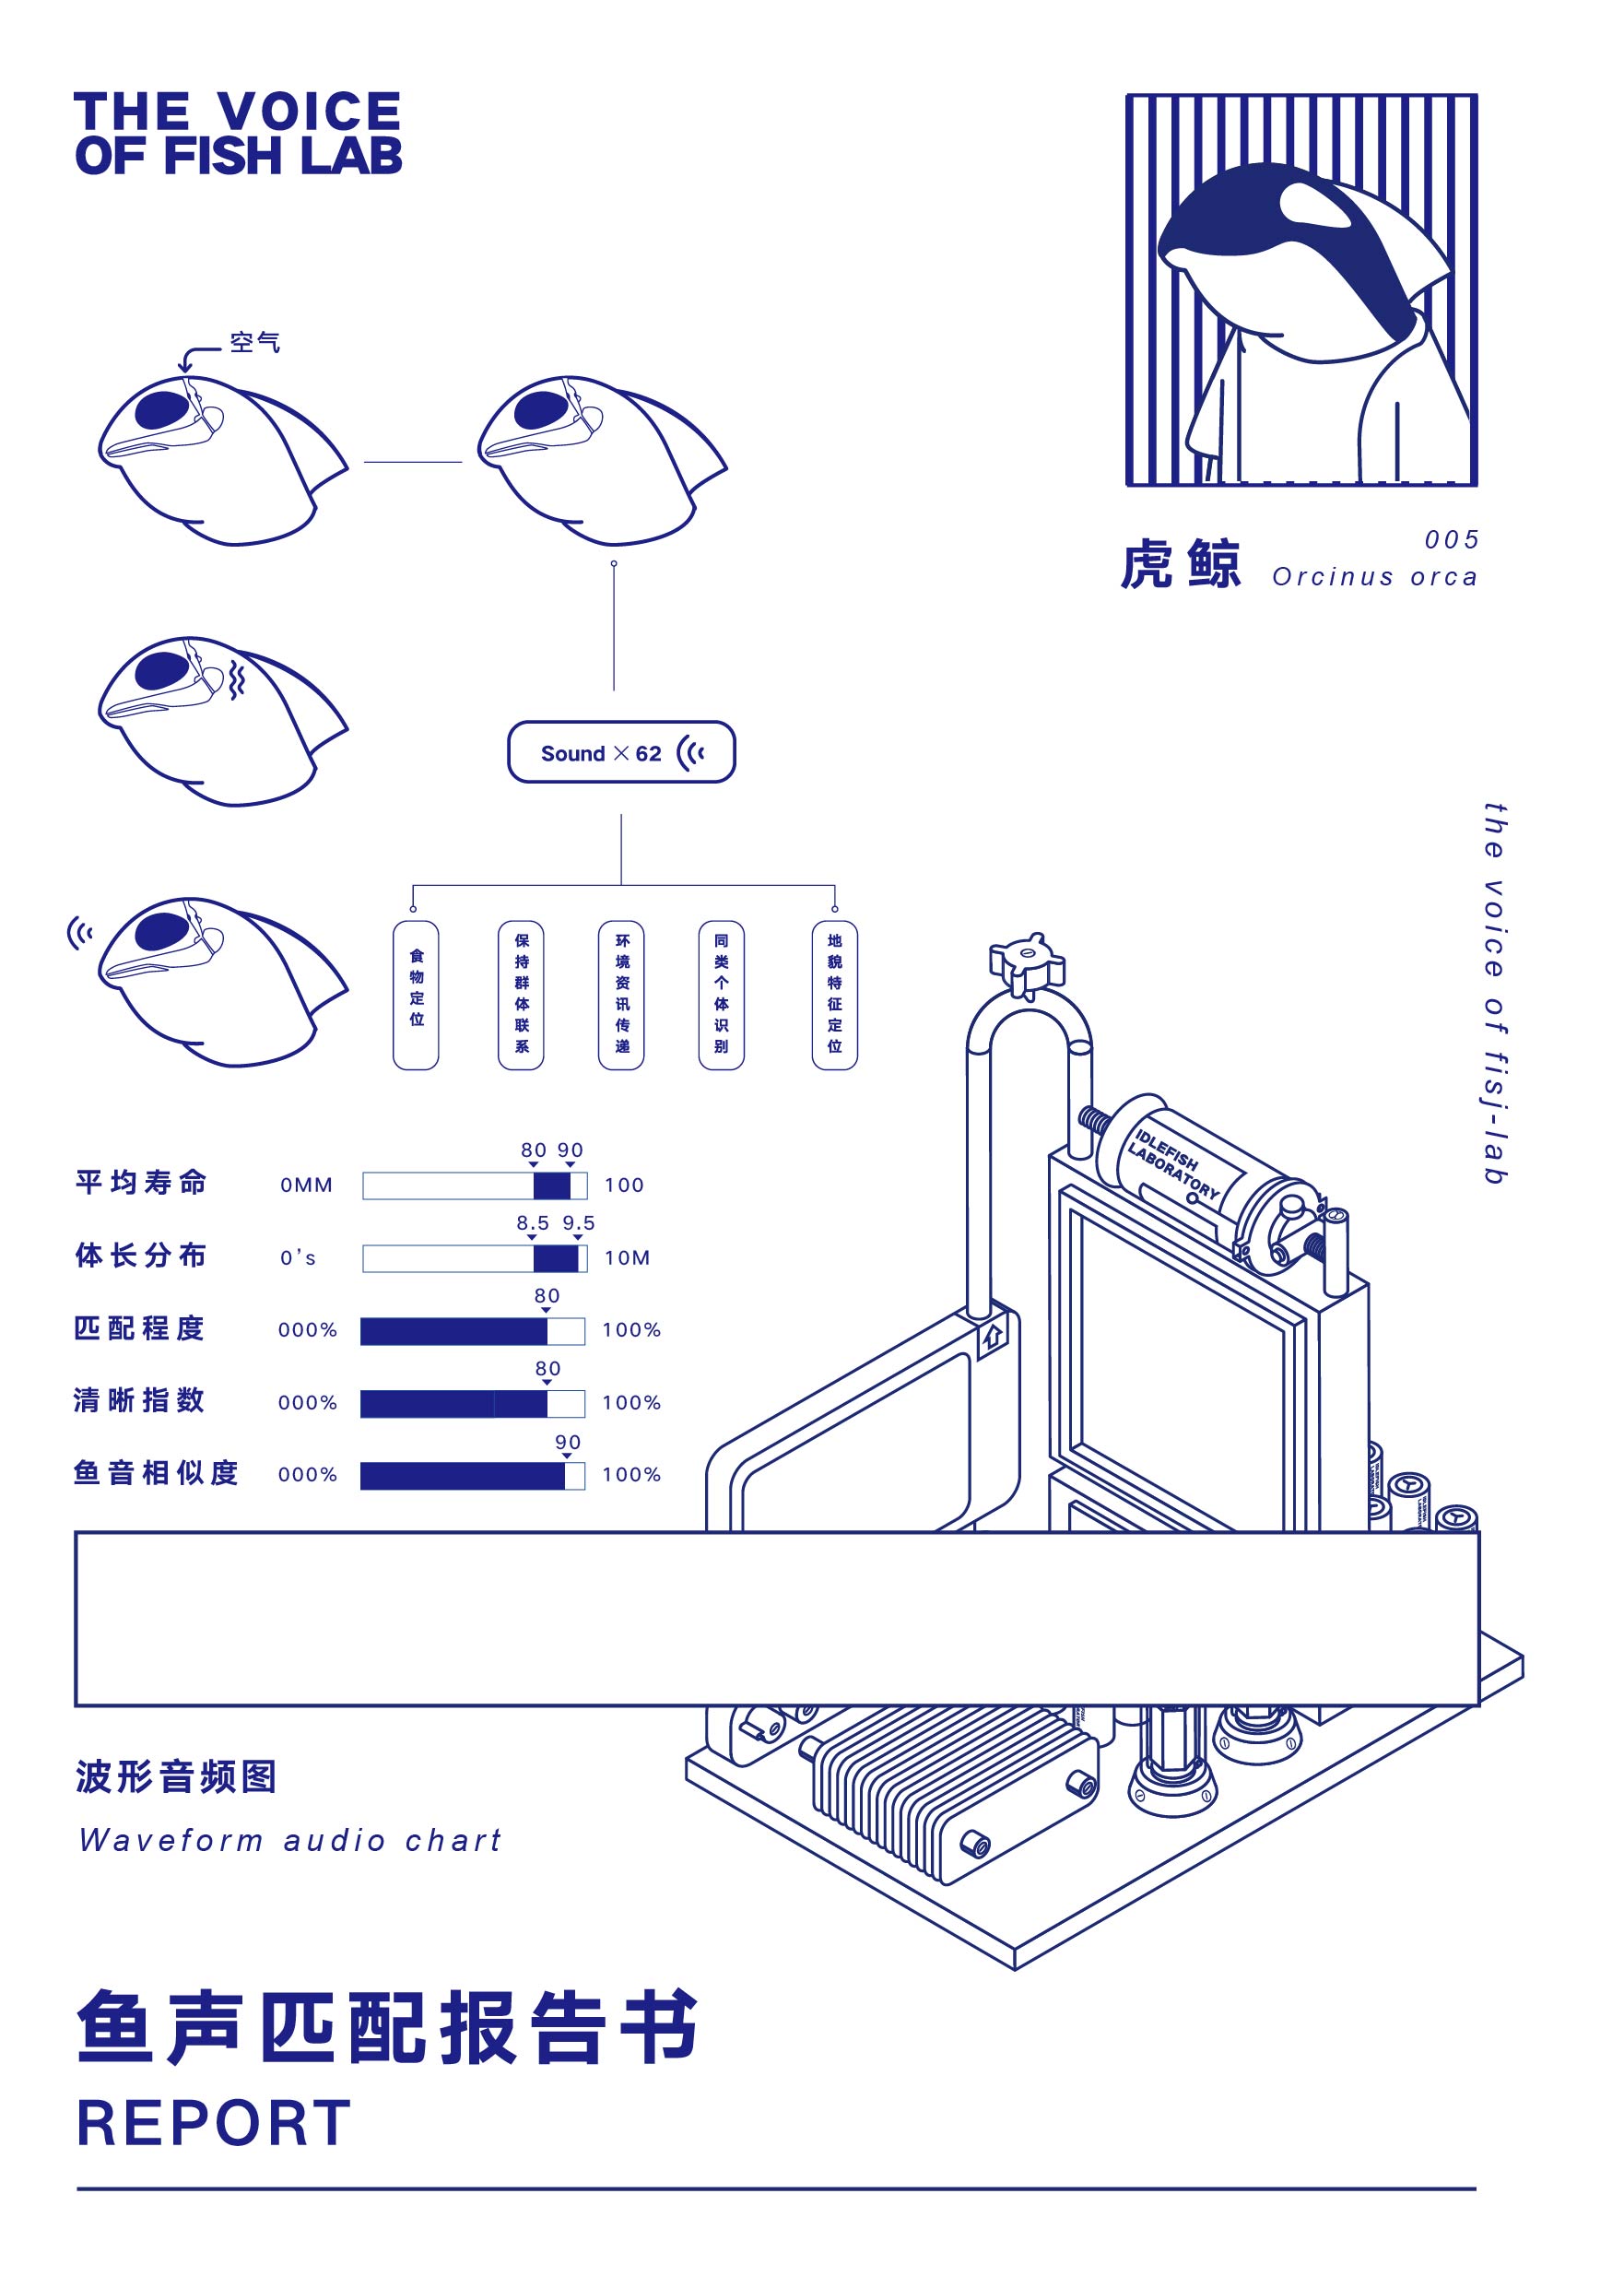 THE VOICE
OF FISH LAB
空气
005
虎鲸
Orcinus orca
Sound × 62
食物定位
保持群体联系
环境资讯传递
同类个体识别
地貌特征定位
the voice of fisj-lab
80 90
平均寿命 0MM 100
8.5 9.5
体长分布 0's 10M
80
匹配程度 000% 100%
80
清晰指数 000% 100%
90
鱼音相似度 000% 100%
IDLEFISH
LABORATORY
波形音频图
Waveform audio chart
鱼声匹配报告书
REPORT